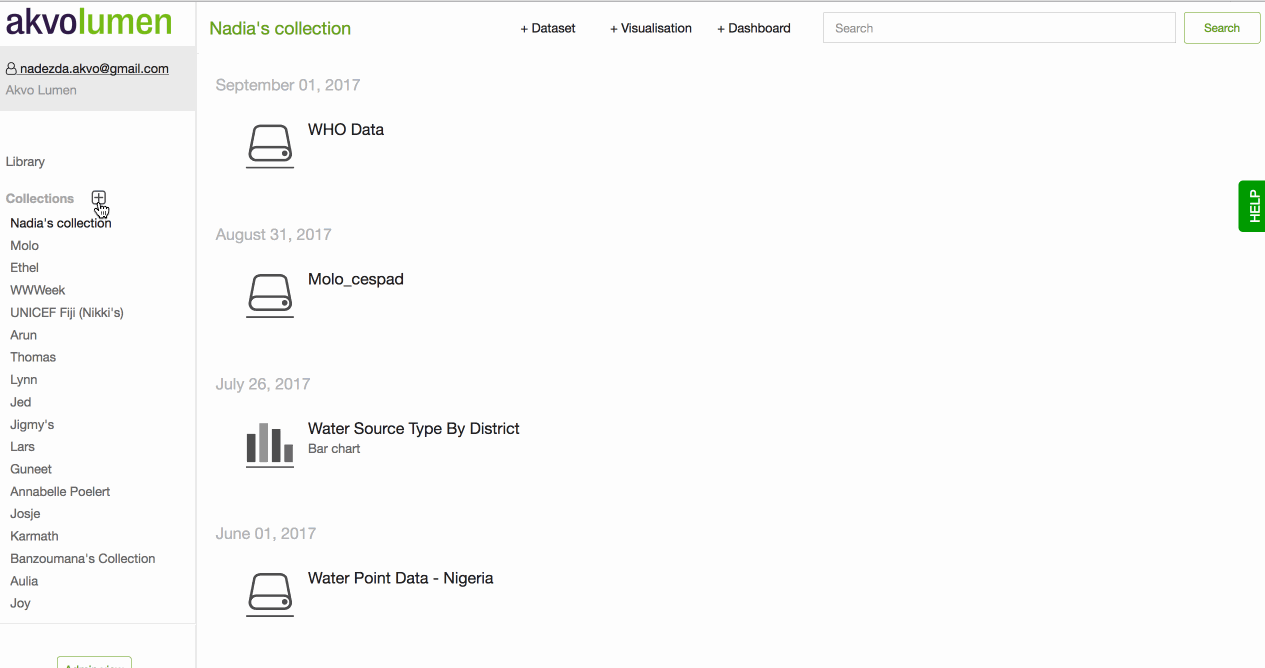 akvolumen
nadezda.akvo@gmail.com
Akvo Lumen
Library
Collections
Nadia's collection
Molo
Ethel
WWWeek
UNICEF Fiji (Nikki's)
Arun
Thomas
Lynn
Jed
Jigmy's
Lars
Guneet
Annabelle Poelert
Josje
Karmath
Banzoumana's Collection
Aulia
Joy
Nadia's collection
+ Dataset
+ Visualisation
+ Dashboard
Search
Search
September 01, 2017
WHO Data
August 31, 2017
Molo_cespad
July 26, 2017
Water Source Type By District
Bar chart
June 01, 2017
Water Point Data - Nigeria
HELP